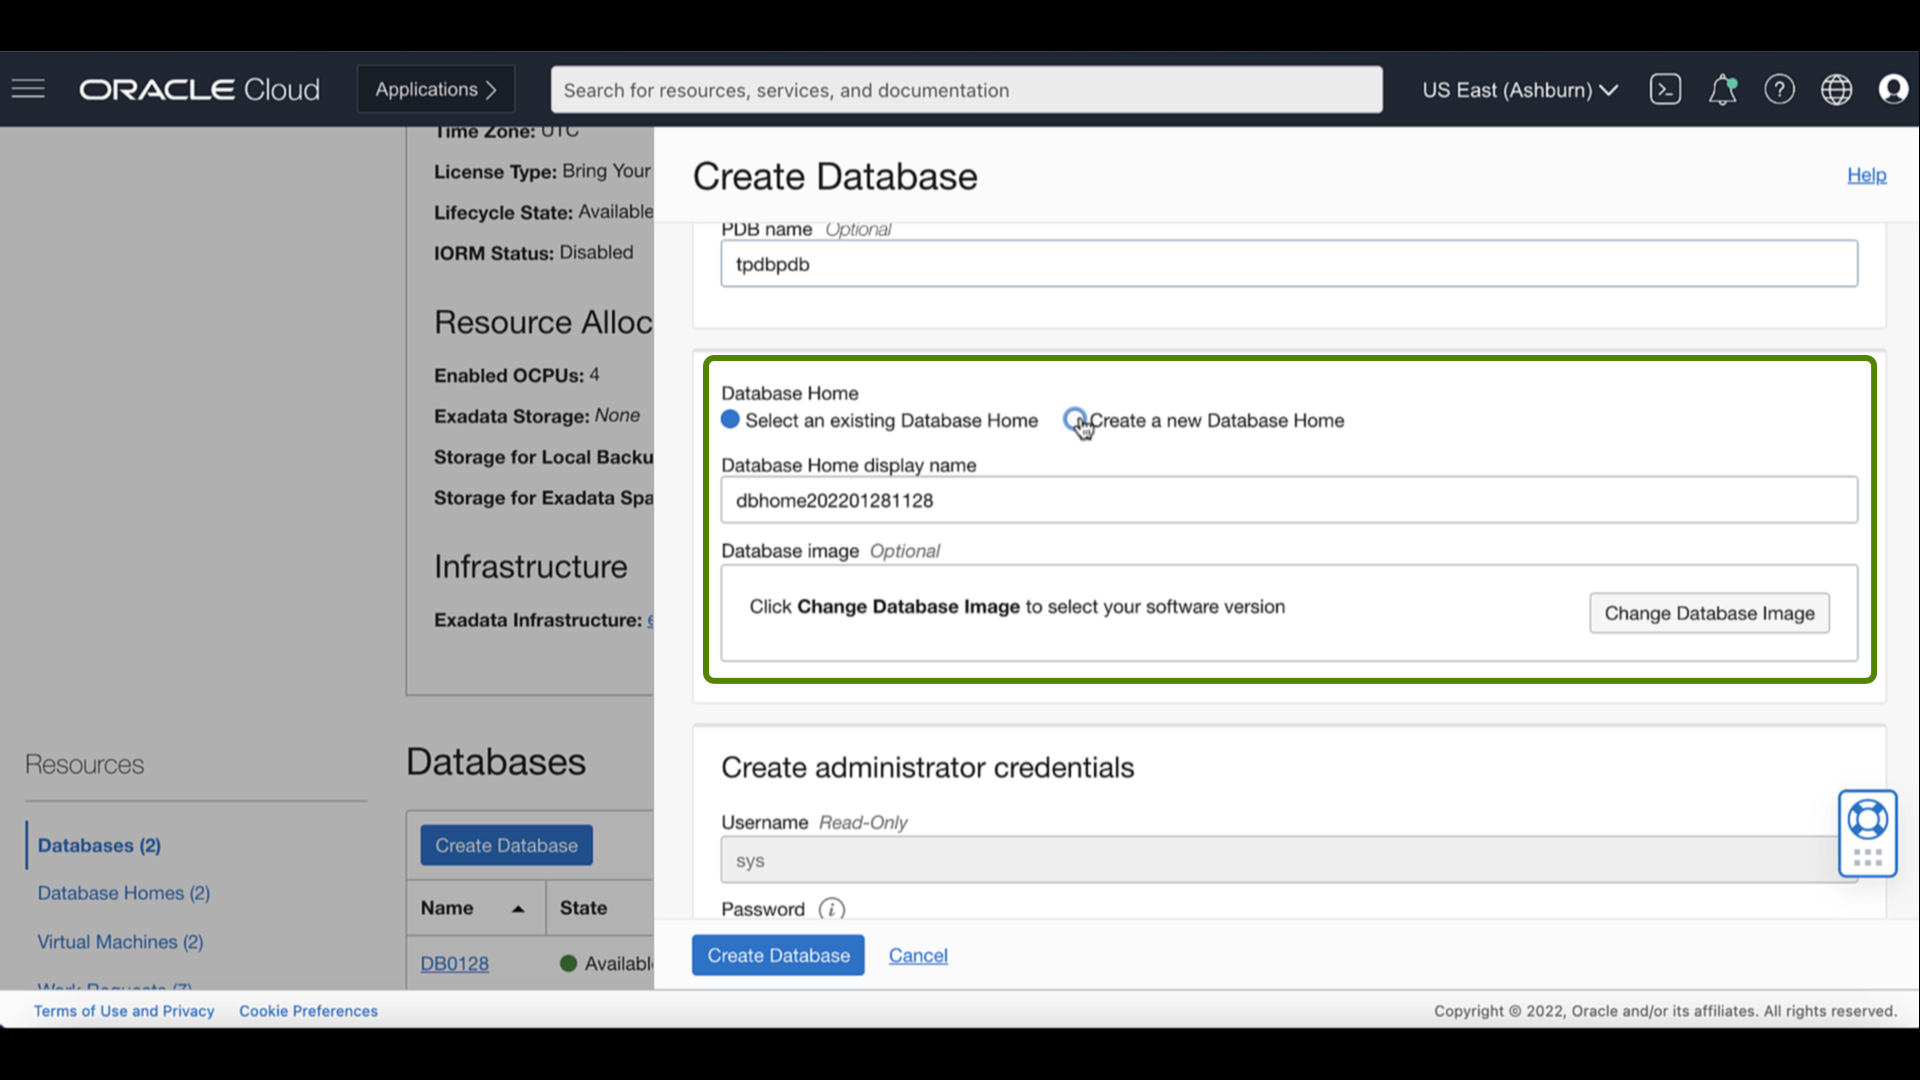 ORACLE Cloud
Applications
Search for resources, services, and documentation
US East (Ashburn)
Time Zone: UTC
License Type: Bring Your
Lifecycle State: Available
IORM Status: Disabled
Resource Alloc
Enabled OCPUs: 4
Exadata Storage: None
Storage for Local Backu
Storage for Exadata Spa
Infrastructure
Exadata Infrastructure: e
Resources
Databases (2)
Database Homes (2)
Virtual Machines (2)
Work Requests (7)
Databases
Create Database
Name
State
DB0128
Availabl
Create Database
Help
PDB name Optional
tpdbpdb
Database Home
Select an existing Database Home
Create a new Database Home
Database Home display name
dbhome202201281128
Database image Optional
Click Change Database Image to select your software version
Change Database Image
Create administrator credentials
Username Read-Only
sys
Password
Create Database
Cancel
Terms of Use and Privacy
Cookie Preferences
Copyright © 2022, Oracle and/or its affiliates. All rights reserved.